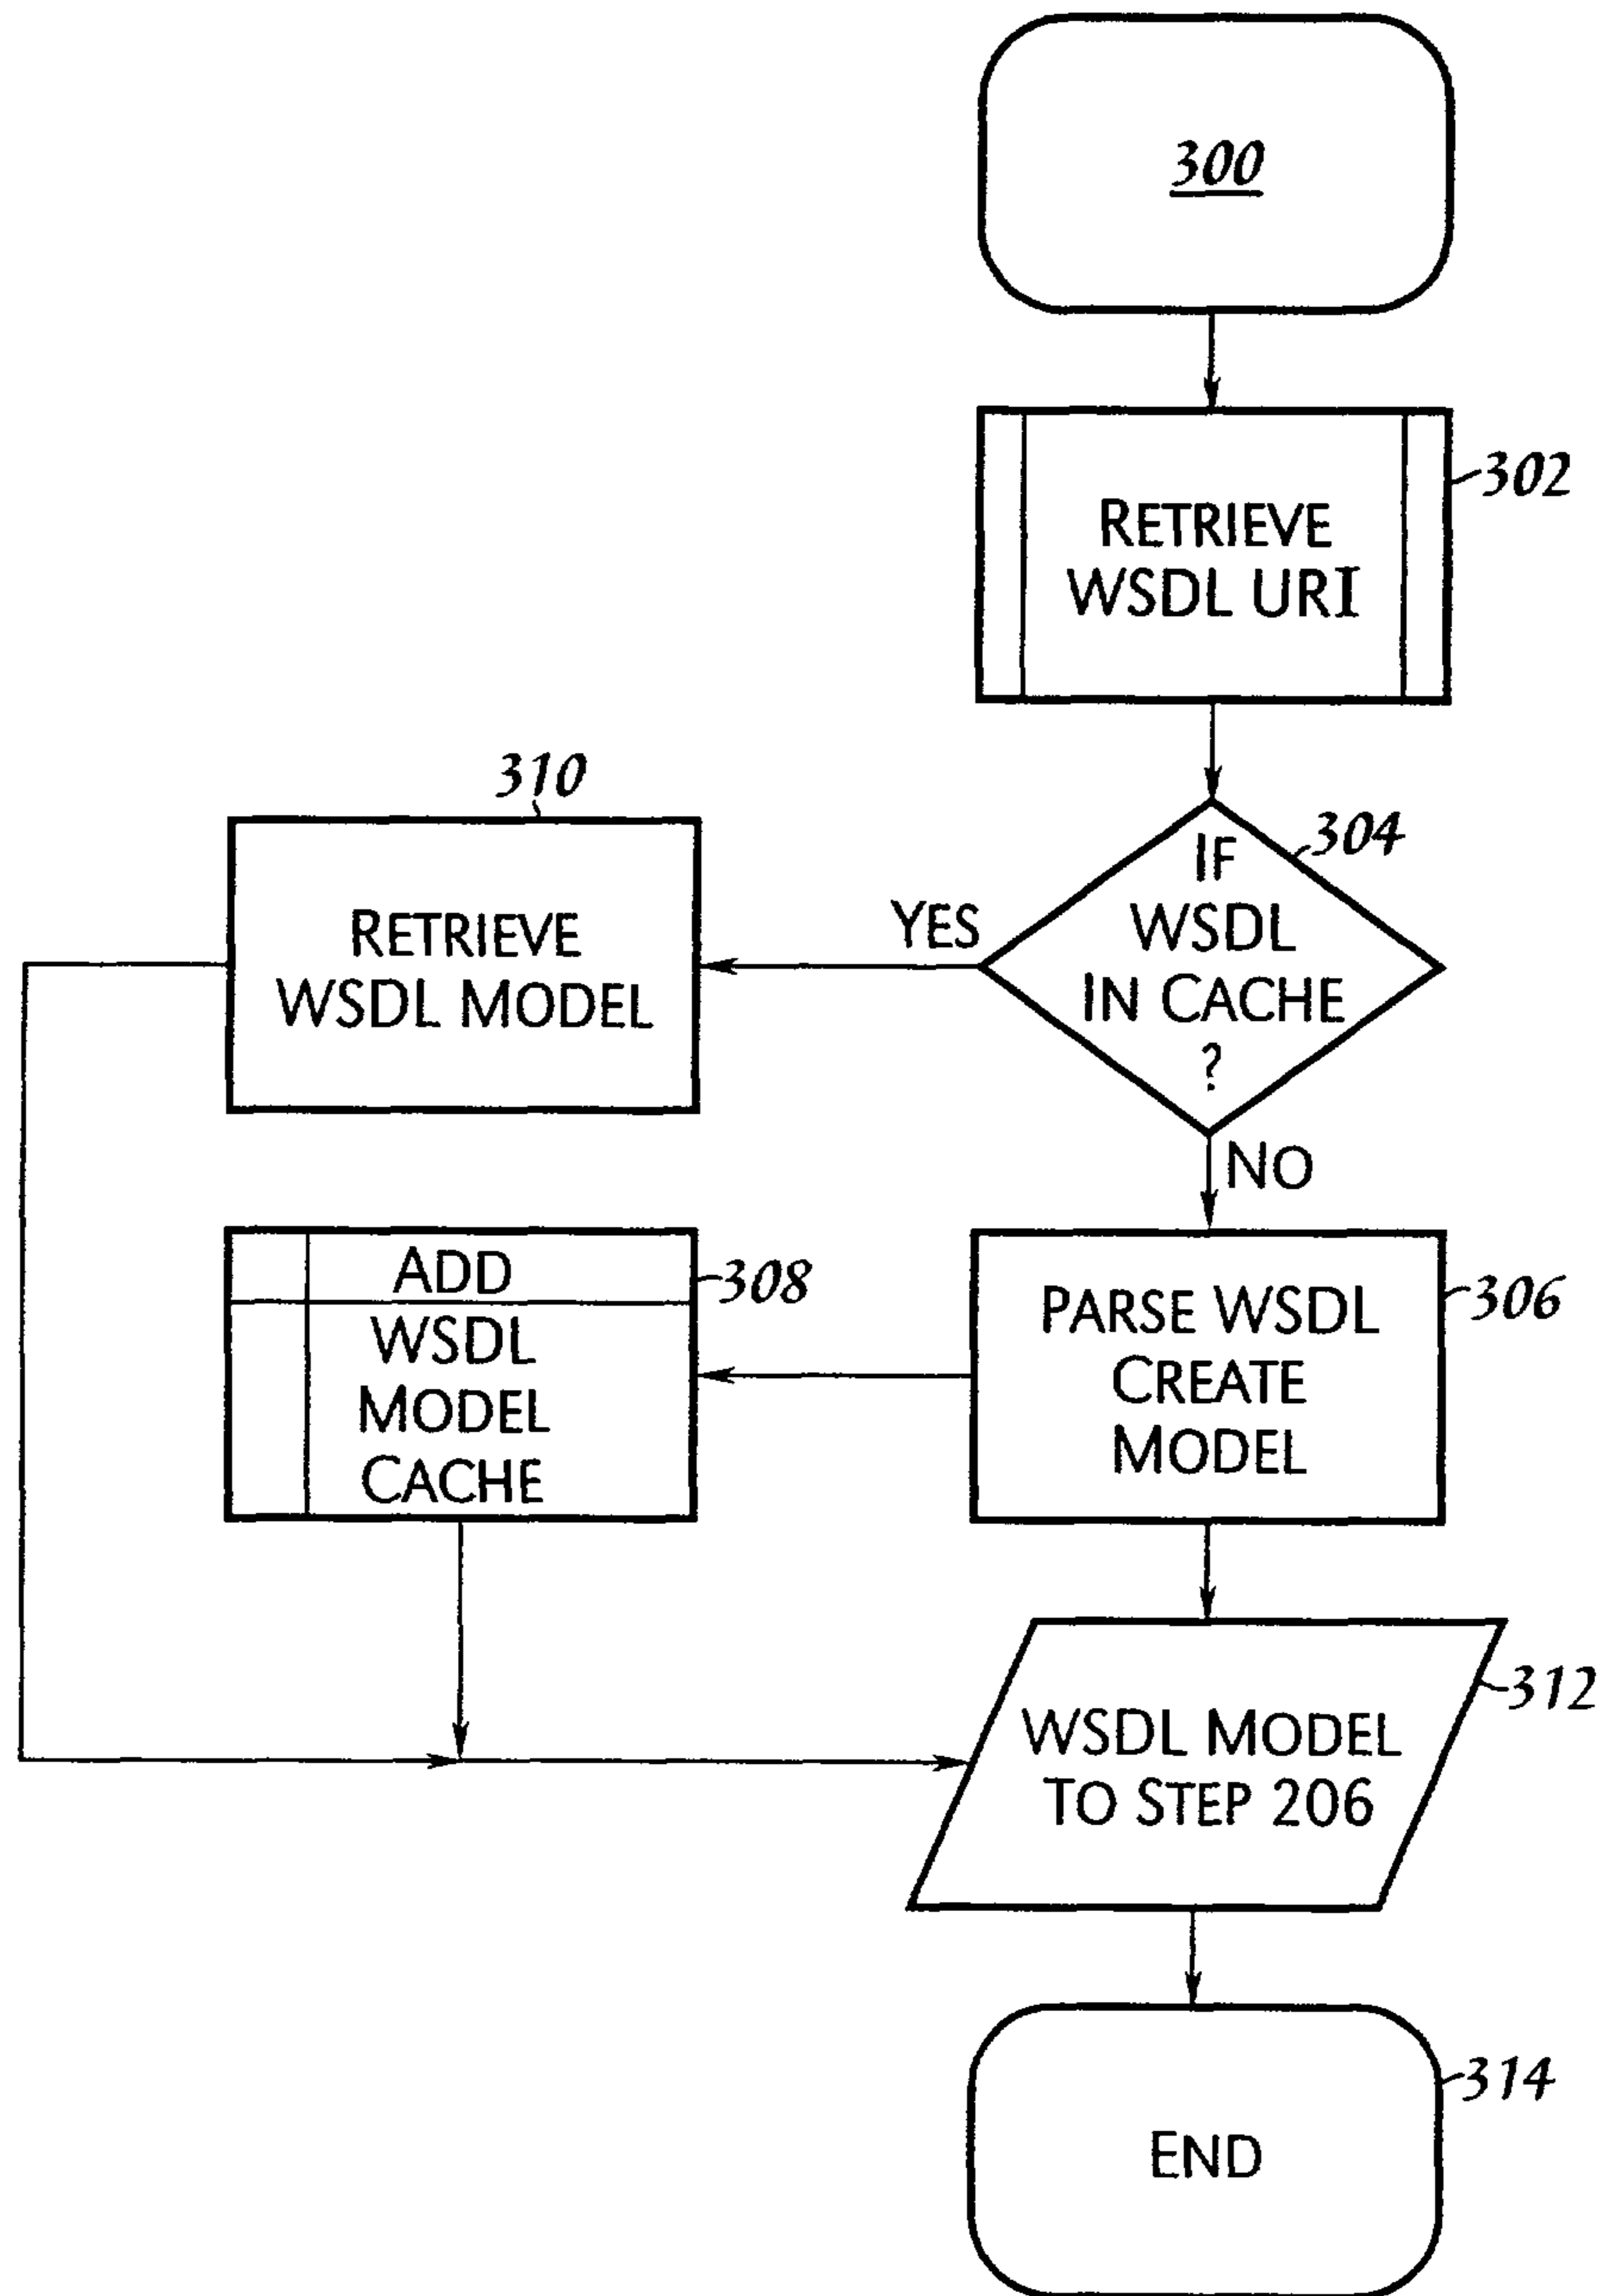 300
302
RETRIEVE
WSDL URI
310
304
IF
WSDL
IN CACHE
?
YES
RETRIEVE
WSDL MODEL
NO
ADD
WSDL
MODEL
CACHE
308
PARSE WSDL
CREATE
MODEL
306
312
WSDL MODEL
TO STEP 206
314
END